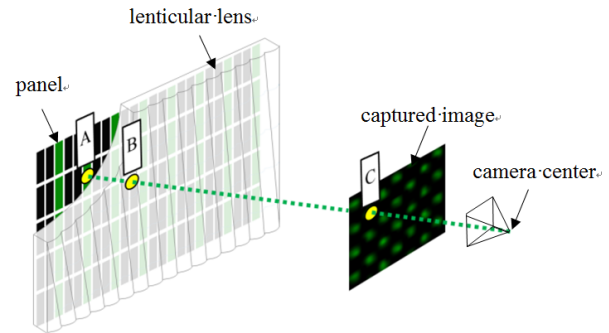 lenticular·lens
panel
A
B
captured·image
C
camera·center